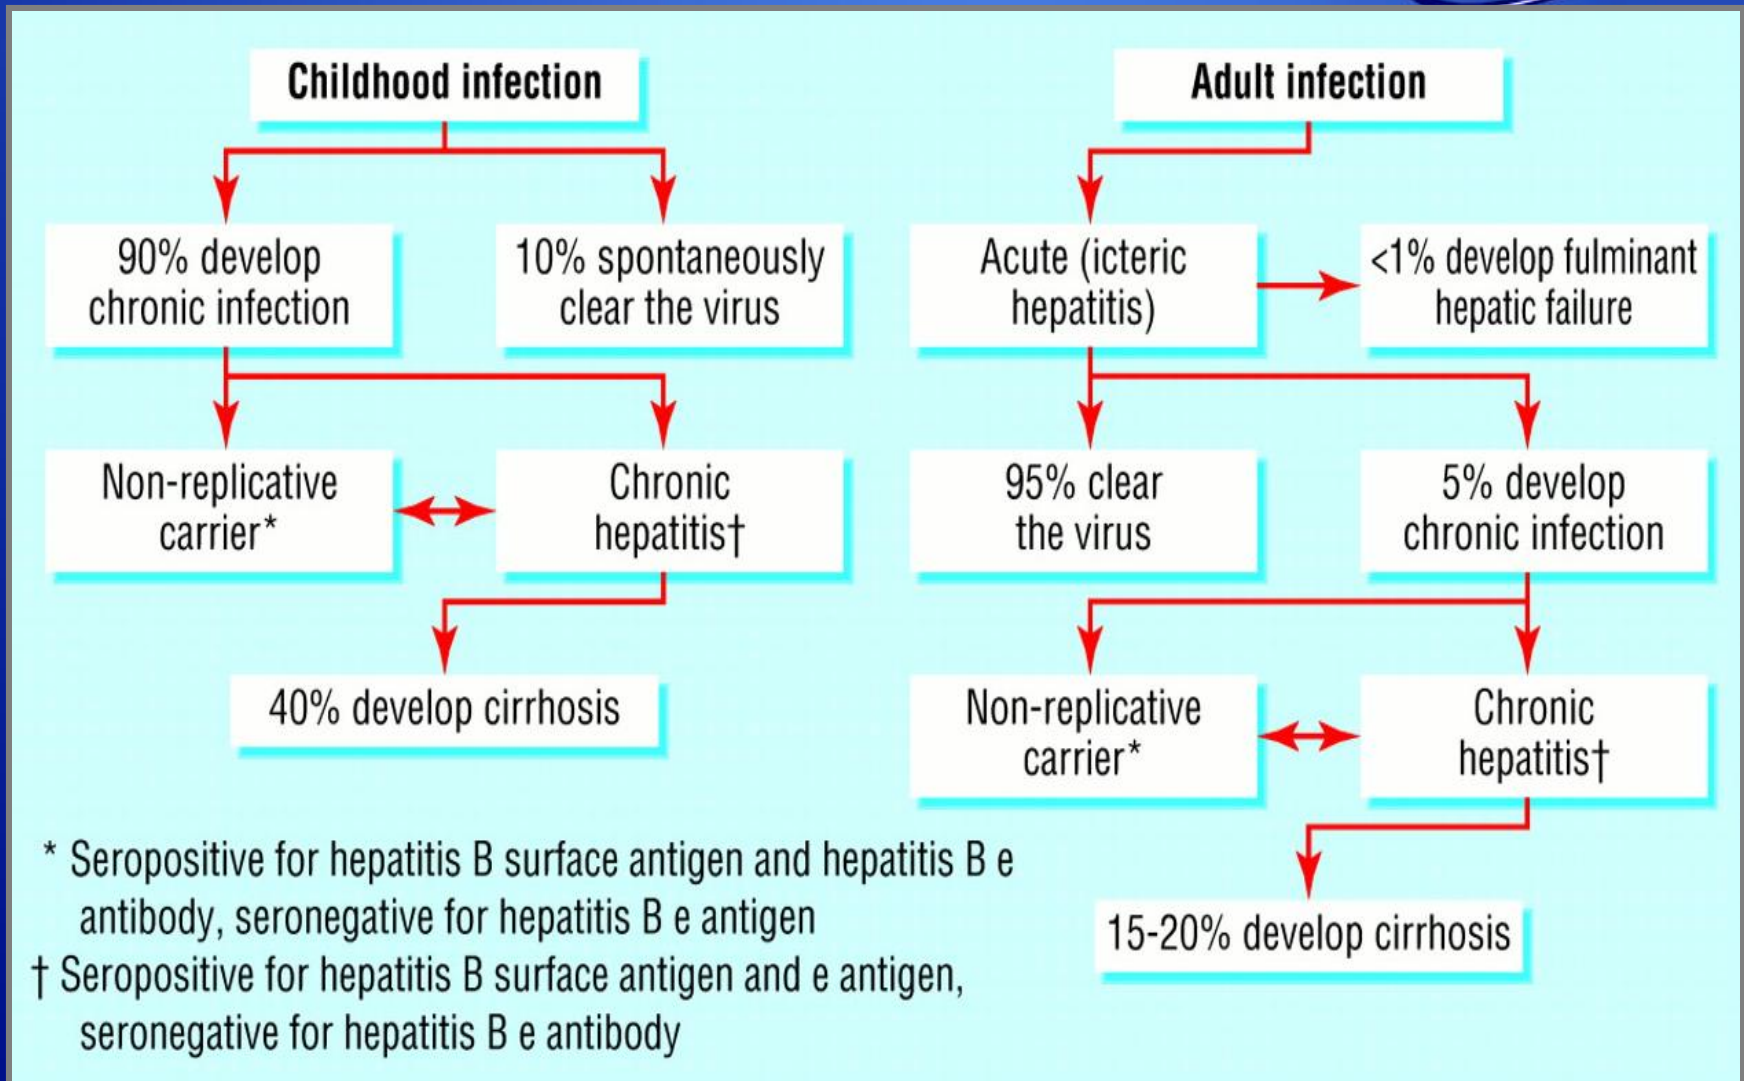 Childhood infection
90% develop
chronic infection
10% spontaneously
clear the virus
Non-replicative
carrier*
Chronic
hepatitis†
40% develop cirrhosis
Adult infection
Acute (icteric
hepatitis)
<1% develop fulminant
hepatic failure
95% clear
the virus
5% develop
chronic infection
Non-replicative
carrier*
Chronic
hepatitis†
15-20% develop cirrhosis
* Seropositive for hepatitis B surface antigen and hepatitis B e
antibody, seronegative for hepatitis B e antigen
† Seropositive for hepatitis B surface antigen and e antigen,
seronegative for hepatitis B e antibody